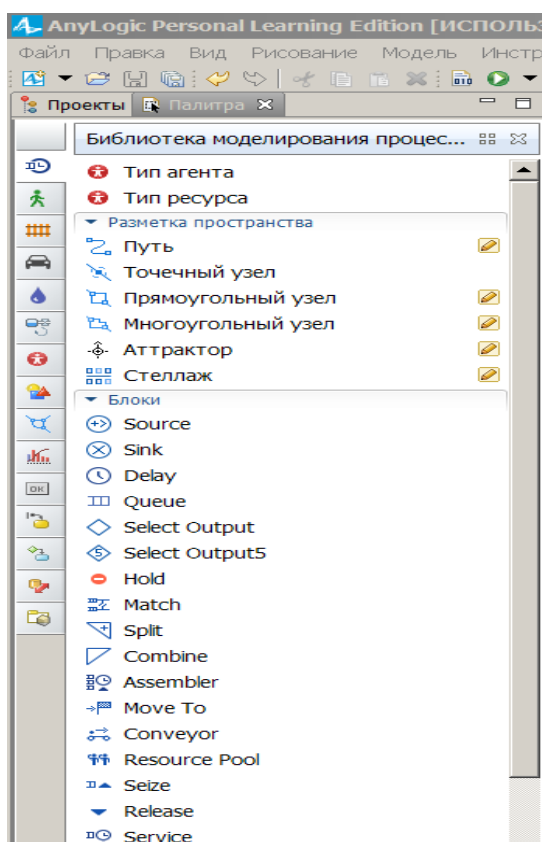 AnyLogic Personal Learning Edition [ИСПОЛЬЗ
Файл Правка Вид Рисование Модель Инстр
Проекты Палитра
Библиотека моделирования процес...
Тип агента
Тип ресурса
Разметка пространства
Путь
Точечный узел
Прямоугольный узел
Многоугольный узел
Аттрактор
Стеллаж
Блоки
Source
Sink
Delay
Queue
Select Output
Select Output5
Hold
Match
Split
Combine
Assembler
Move To
Conveyor
Resource Pool
Seize
Release
Service